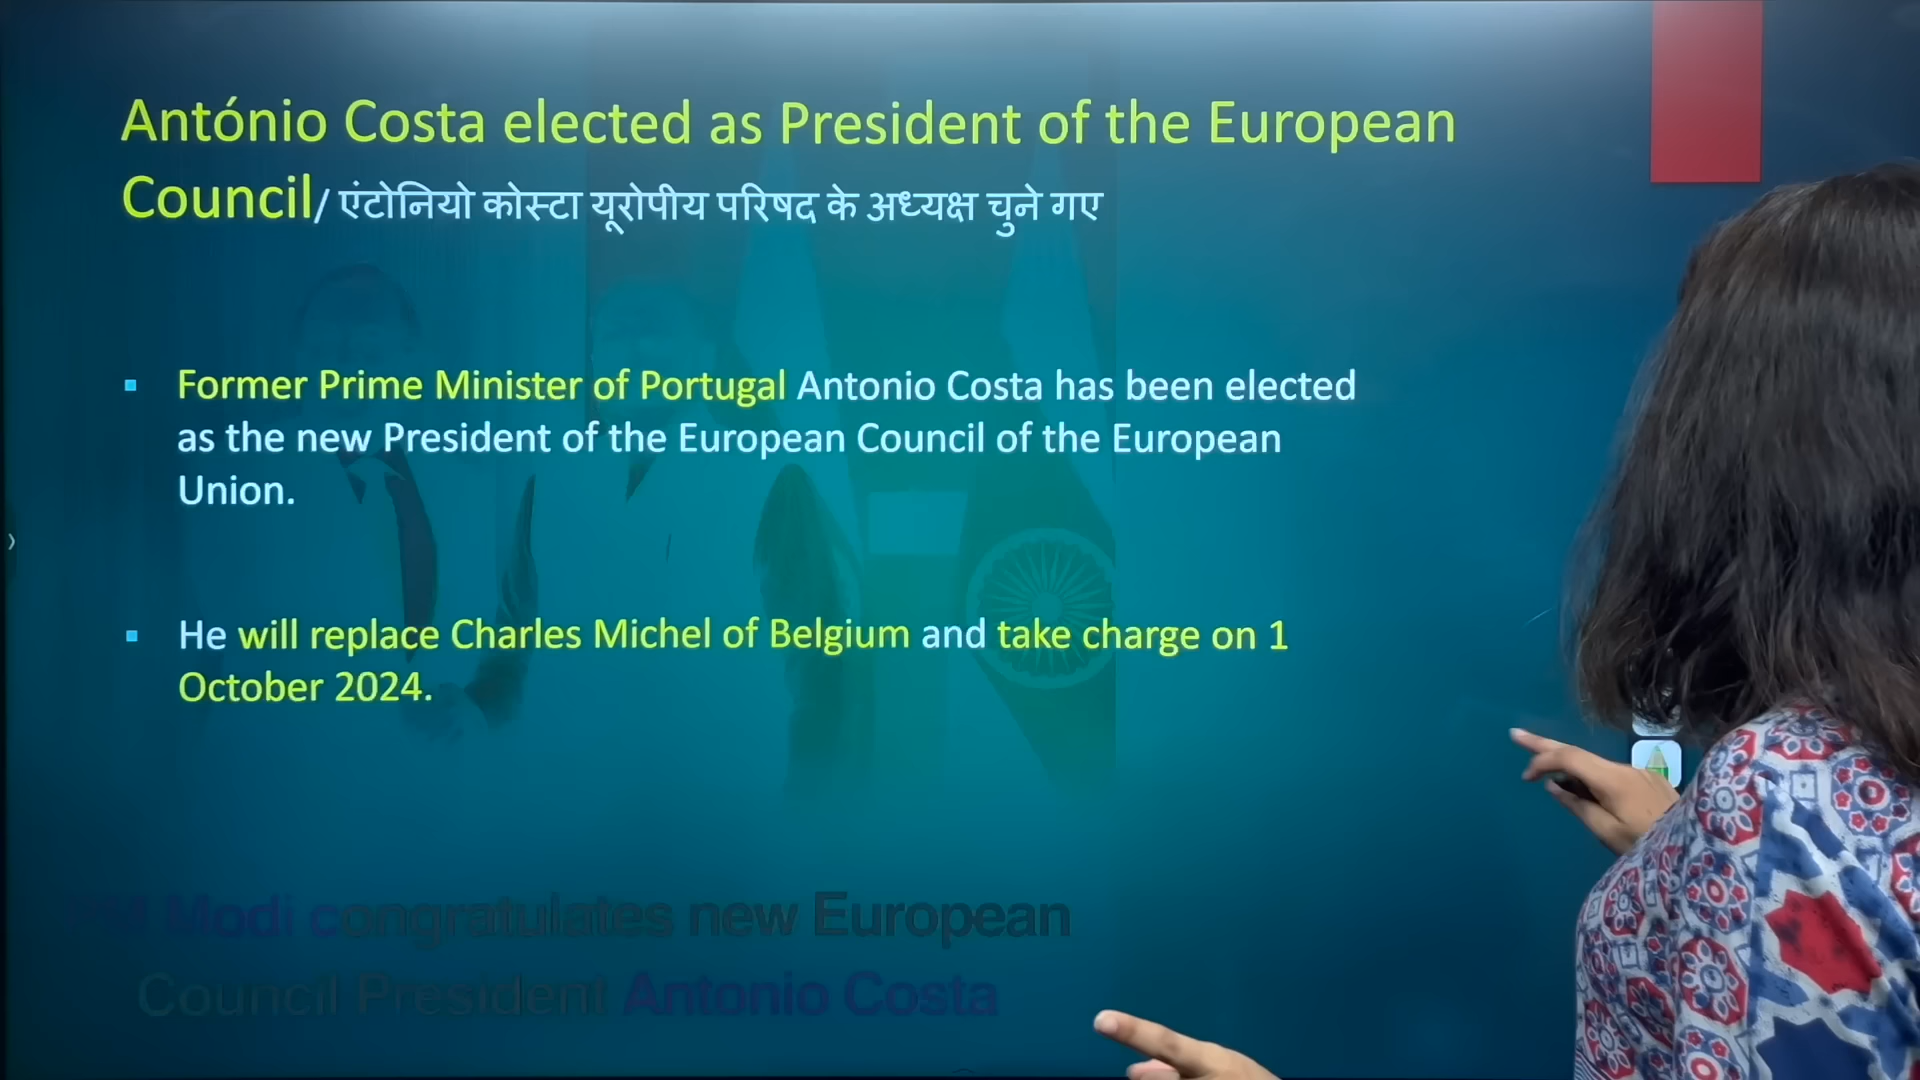 António Costa elected as President of the European
Council/ एंटोनियो कोस्टा यूरोपीय परिषद के अध्यक्ष चुने गए
Former Prime Minister of Portugal Antonio Costa has been elected
as the new President of the European Council of the European
Union.
He will replace Charles Michel of Belgium and take charge on 1
October 2024.
Modi congratulates new European
Council President Antonio Costa